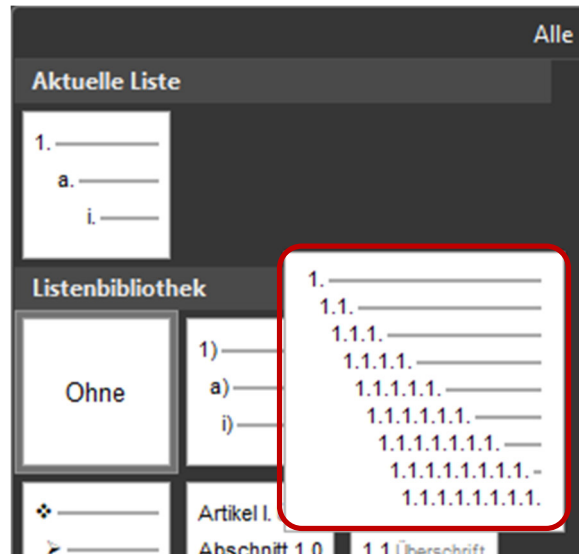 Alle
Aktuelle Liste
1.
a.
i.
Listenbibliothek
Ohne
1)
a)
i)
1.
1.1.
1.1.1.
1.1.1.1.
1.1.1.1.1.
1.1.1.1.1.1.
1.1.1.1.1.1.1.
1.1.1.1.1.1.1.1.
1.1.1.1.1.1.1.1.1.
Artikel I.
Abschnitt 1.0
1.1 Überschrift